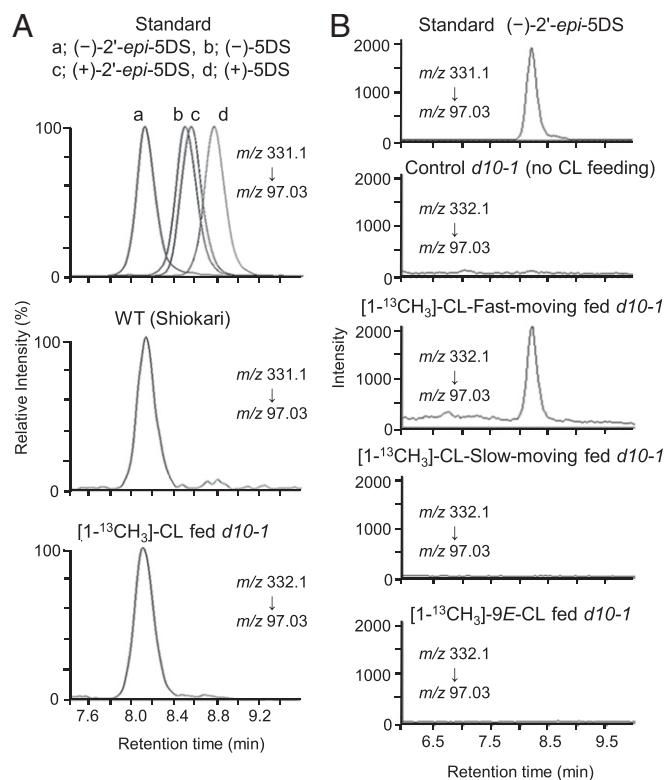 A
Standard
a; (−)-2'-epi-5DS, b; (−)-5DS
c; (+)-2'-epi-5DS, d; (+)-5DS
a b c d
100
0
m/z 331.1
↓
m/z 97.03
WT (Shiokari)
100
0
m/z 331.1
↓
m/z 97.03
[1-¹³CH₃]-CL fed d10-1
100
0
m/z 332.1
↓
m/z 97.03
7.6 8.0 8.4 8.8 9.2
Relative Intensity (%)
Retention time (min)
B
Standard (−)-2'-epi-5DS
2000
1000
0
m/z 331.1
↓
m/z 97.03
Control d10-1 (no CL feeding)
2000
1000
0
m/z 332.1
↓
m/z 97.03
[1-¹³CH₃]-CL-Fast-moving fed d10-1
2000
1000
0
m/z 332.1
↓
m/z 97.03
[1-¹³CH₃]-CL-Slow-moving fed d10-1
2000
1000
0
m/z 332.1
↓
m/z 97.03
[1-¹³CH₃]-9E-CL fed d10-1
2000
1000
0
m/z 332.1
↓
m/z 97.03
6.5 7.5 8.5 9.5
Intensity
Retention time (min)